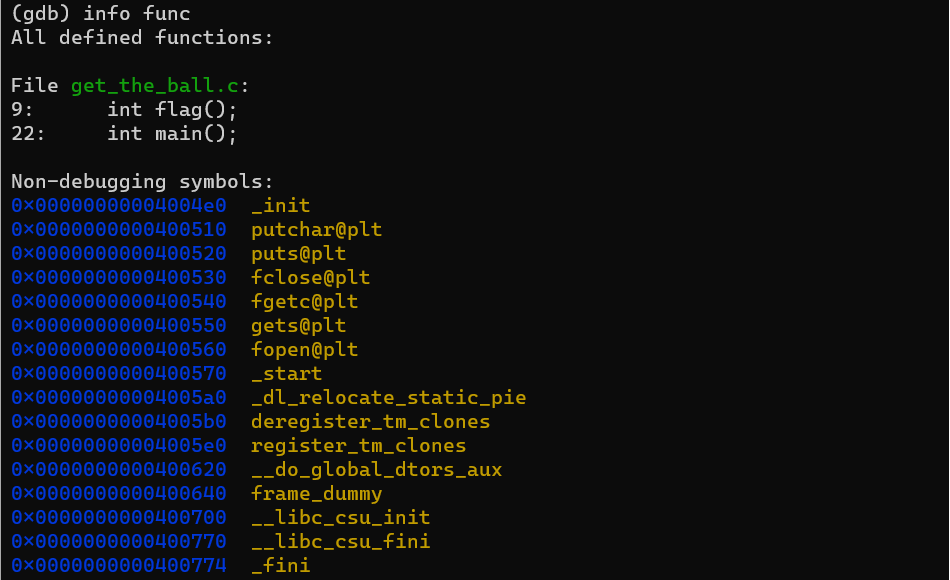 (gdb) info func
All defined functions:
File get_the_ball.c:
9:      int flag();
22:     int main();
Non-debugging symbols:
0x00000000004004e0  _init
0x0000000000400510  putchar@plt
0x0000000000400520  puts@plt
0x0000000000400530  fclose@plt
0x0000000000400540  fgetc@plt
0x0000000000400550  gets@plt
0x0000000000400560  fopen@plt
0x0000000000400570  _start
0x00000000004005a0  _dl_relocate_static_pie
0x00000000004005b0  deregister_tm_clones
0x00000000004005e0  register_tm_clones
0x0000000000400620  __do_global_dtors_aux
0x0000000000400640  frame_dummy
0x0000000000400700  __libc_csu_init
0x0000000000400770  __libc_csu_fini
0x0000000000400774  _fini